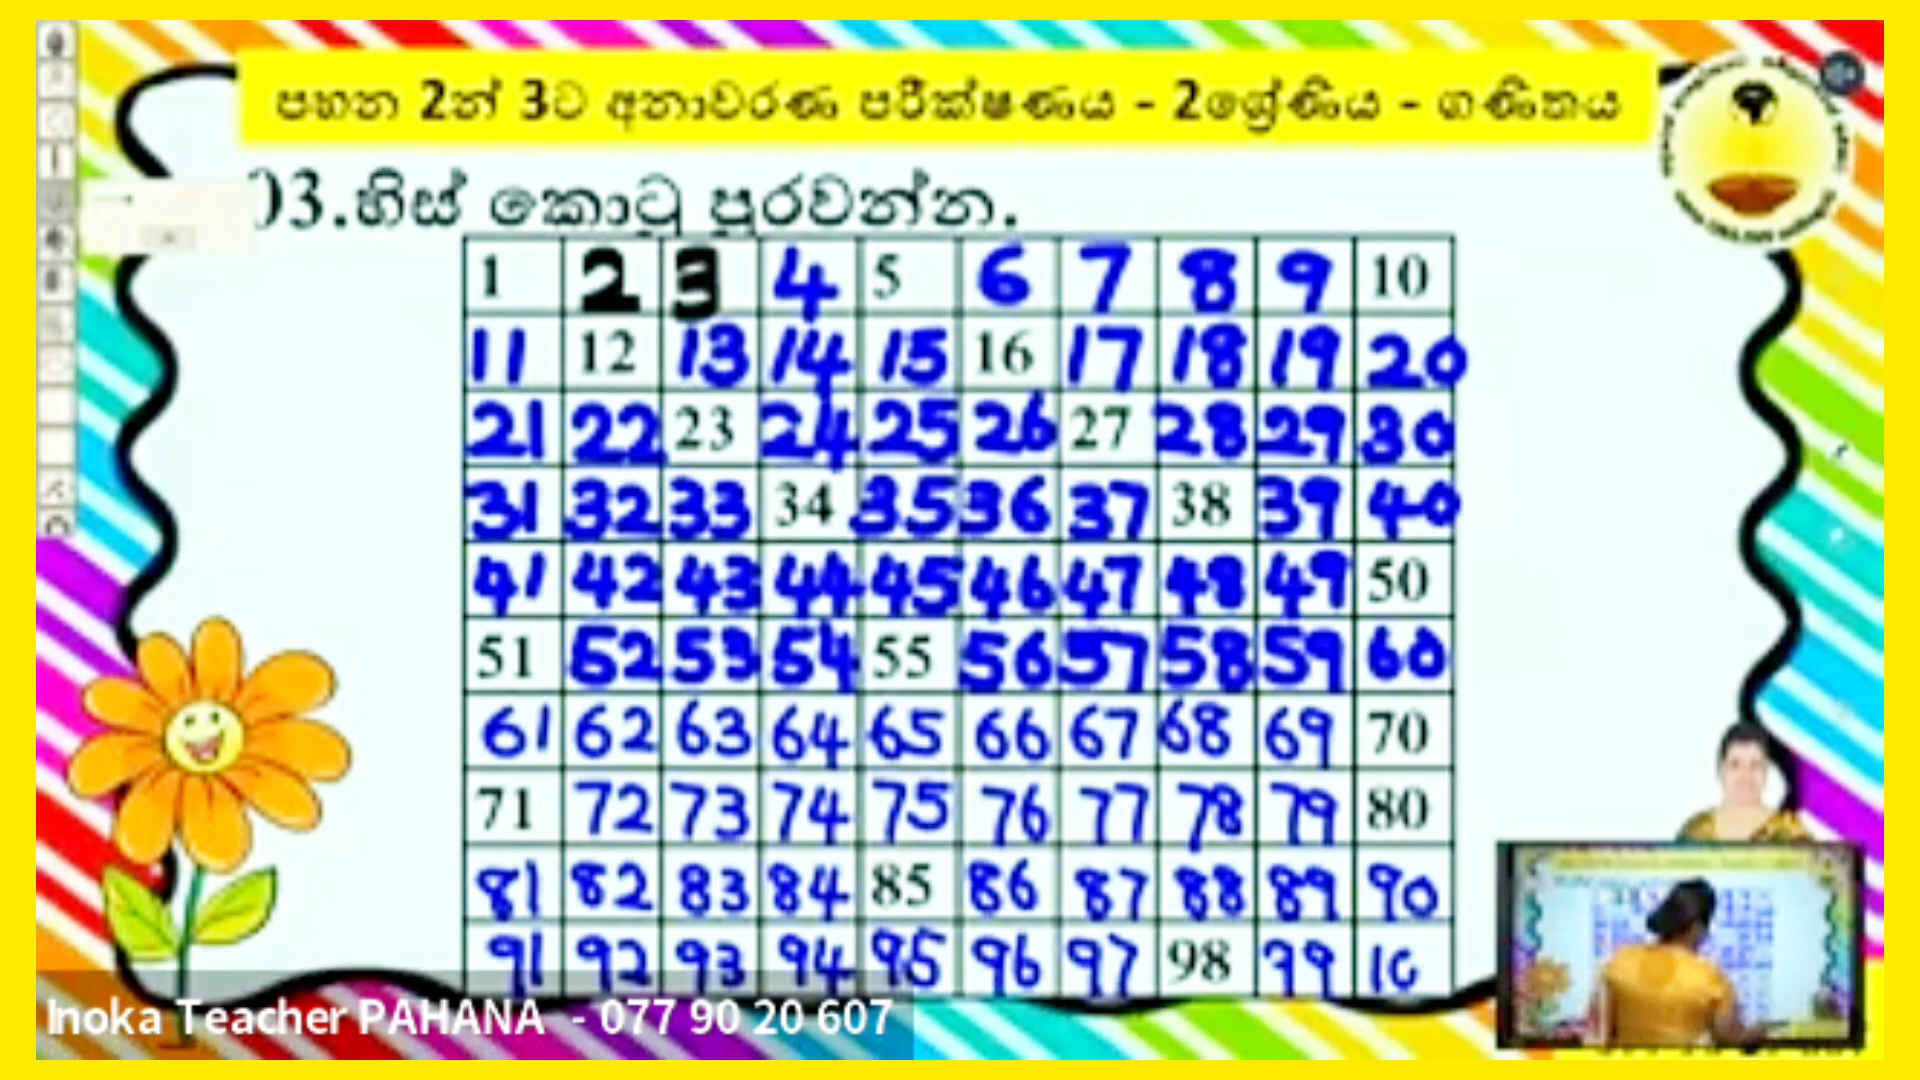 පහන 2න් 3ට අනාවරණ පරීක්ෂණය - 2ශ්‍රේණිය - ගණිතය
03.හිස් කොටු පුරවන්න.
1 2 3 4 5 6 7 8 9 10
11 12 13 14 15 16 17 18 19 20
21 22 23 24 25 26 27 28 29 30
31 32 33 34 35 36 37 38 39 40
41 42 43 44 45 46 47 48 49 50
51 52 53 54 55 56 57 58 59 60
61 62 63 64 65 66 67 68 69 70
71 72 73 74 75 76 77 78 79 80
81 82 83 84 85 86 87 88 89 90
91 92 93 94 95 96 97 98 99 10
Inoka Teacher PAHANA - 077 90 20 607